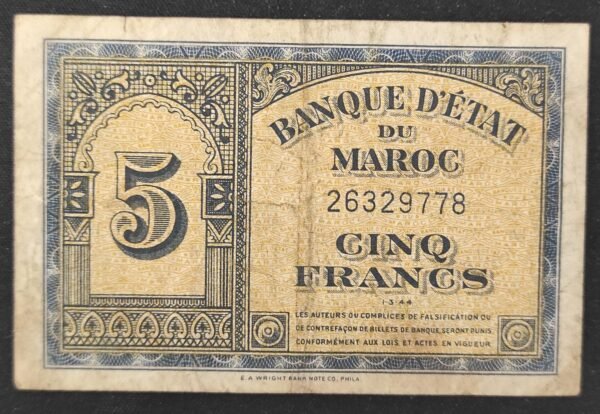 5
BANQUE D'ÉTAT
DU
MAROC
26329778
CINQ
FRANCS
1·3·44
LES AUTEURS OU COMPLICES DE FALSIFICATION OU
DE CONTREFAÇON DE BILLETS DE BANQUE, SERONT PUNIS
CONFORMÉMENT AUX LOIS ET ACTES EN VIGUEUR
E. A. WRIGHT BANK NOTE CO., PHILA.